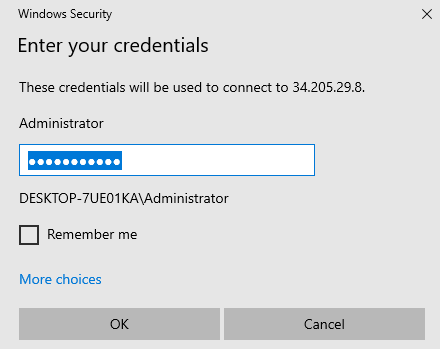 Windows Security
Enter your credentials
These credentials will be used to connect to 34.205.29.8.
Administrator
●●●●●●●●●●●
DESKTOP-7UE01KA\Administrator
Remember me
More choices
OK
Cancel